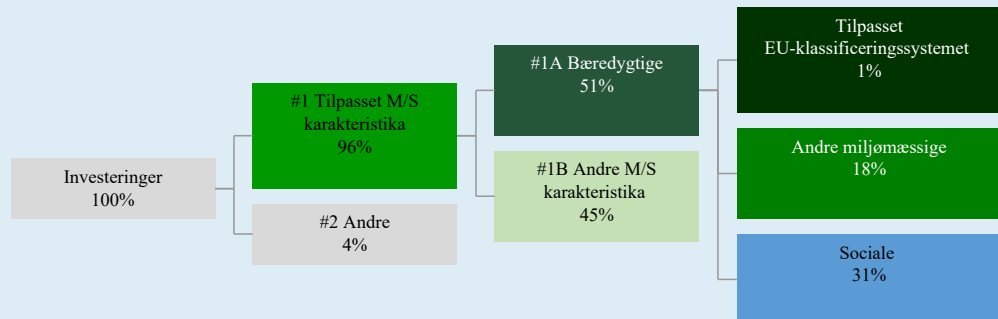 Investeringer
100%
#1 Tilpasset M/S
karakteristika
96%
#2 Andre
4%
#1A Bæredygtige
51%
#1B Andre M/S
karakteristika
45%
Tilpasset
EU-klassificeringssystemet
1%
Andre miljømæssige
18%
Sociale
31%